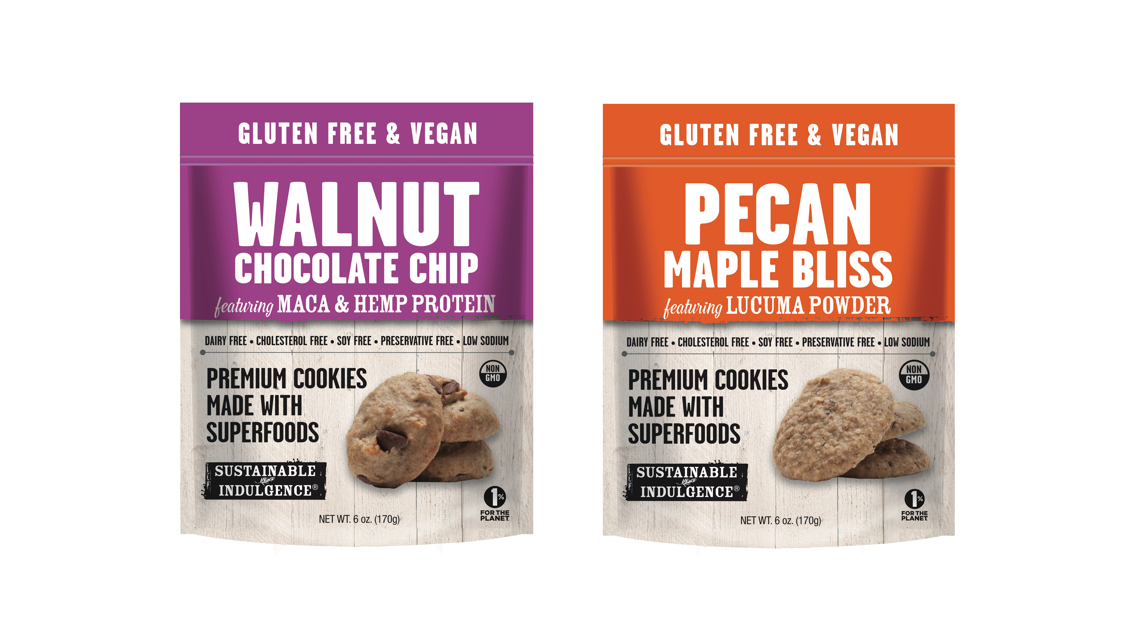 GLUTEN FREE & VEGAN
WALNUT
CHOCOLATE CHIP
featuring MACA & HEMP PROTEIN
DAIRY FREE • CHOLESTEROL FREE • SOY FREE • PRESERVATIVE FREE • LOW SODIUM
PREMIUM COOKIES
MADE WITH
SUPERFOODS
NON
GMO
SUSTAINABLE
INDULGENCE®
1%
FOR THE
PLANET
NET WT. 6 oz. (170g)
GLUTEN FREE & VEGAN
PECAN
MAPLE BLISS
featuring LUCUMA POWDER
DAIRY FREE • CHOLESTEROL FREE • SOY FREE • PRESERVATIVE FREE • LOW SODIUM
PREMIUM COOKIES
MADE WITH
SUPERFOODS
NON
GMO
SUSTAINABLE
INDULGENCE®
1%
FOR THE
PLANET
NET WT. 6 oz. (170g)